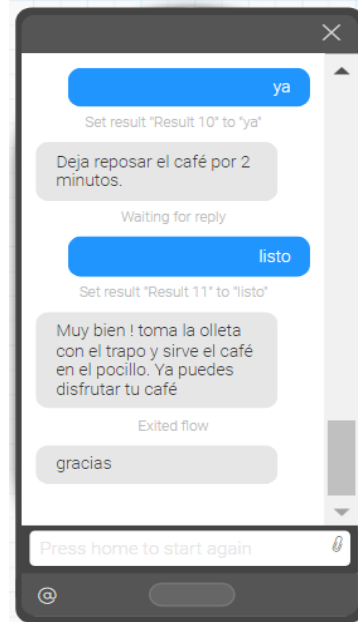 ya
Set result "Result 10" to "ya"
Deja reposar el café por 2
minutos.
Waiting for reply
listo
Set result "Result 11" to "listo"
Muy bien ! toma la olleta
con el trapo y sirve el café
en el pocillo. Ya puedes
disfrutar tu café
Exited flow
gracias
Press home to start again
@